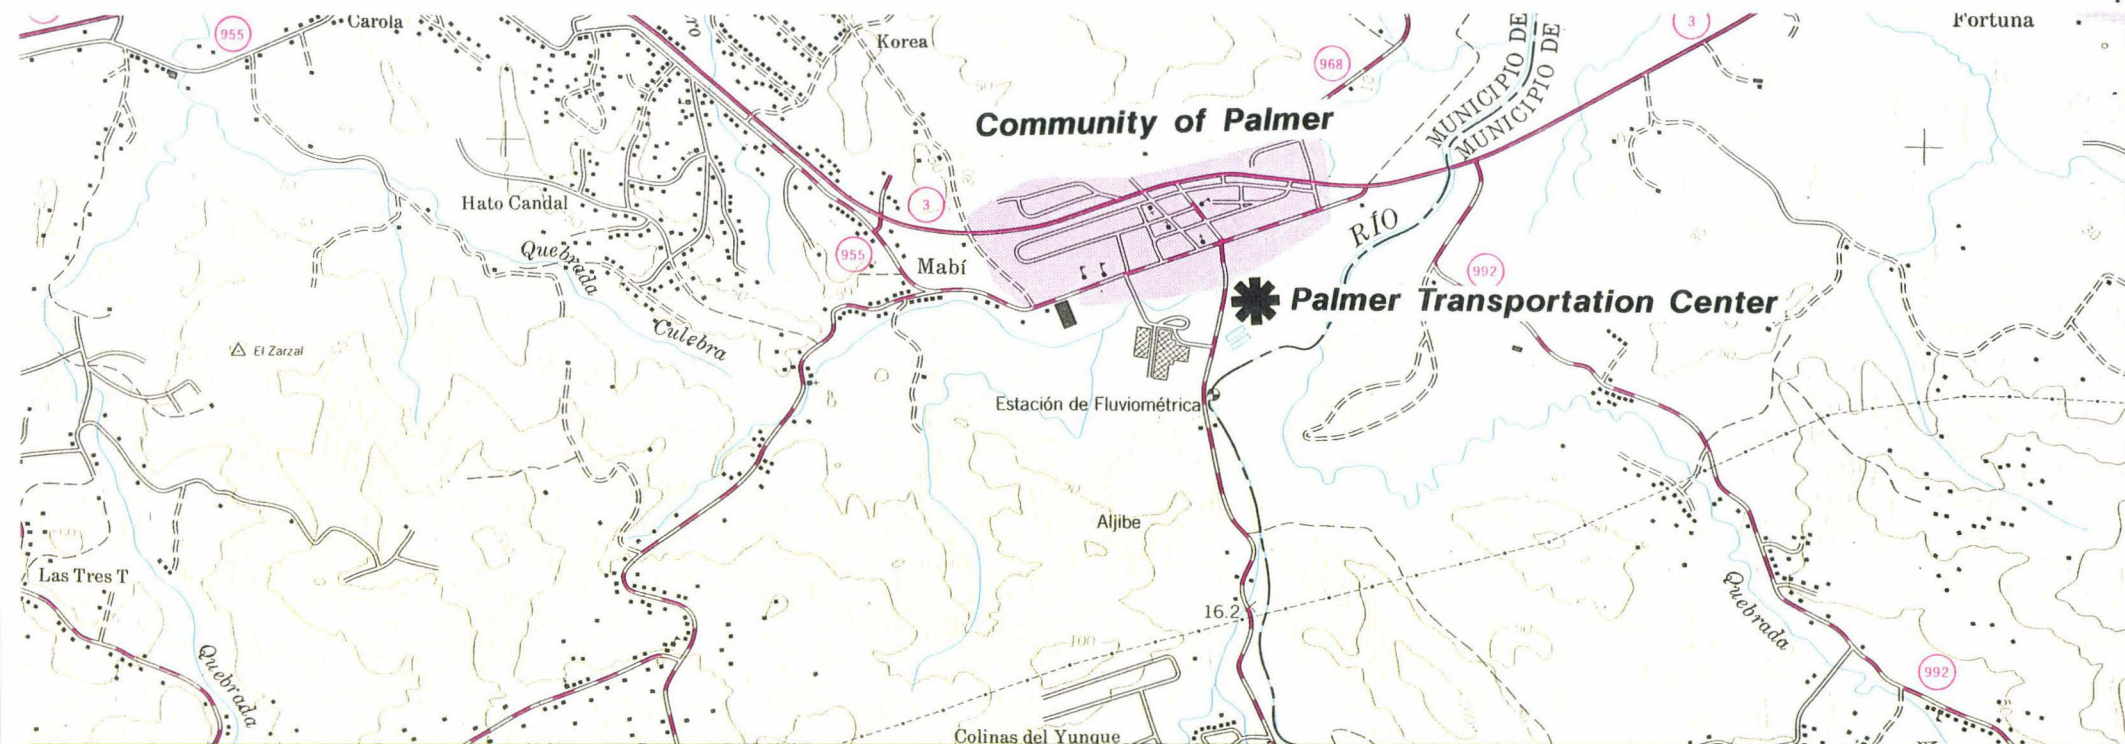 Carola
Fortuna
955
3
Korea
968
MUNICIPIO DE
MUNICIPIO DE
Community of Palmer
Hato Candal
3
RÍO
955
Mabí
992
Quebrada
Culebra
Palmer Transportation Center
El Zarzal
Estación de Fluviométrica
Aljibe
Las Tres T
16.2
100
Quebrada
Quebrada
992
Colinas del Yunque